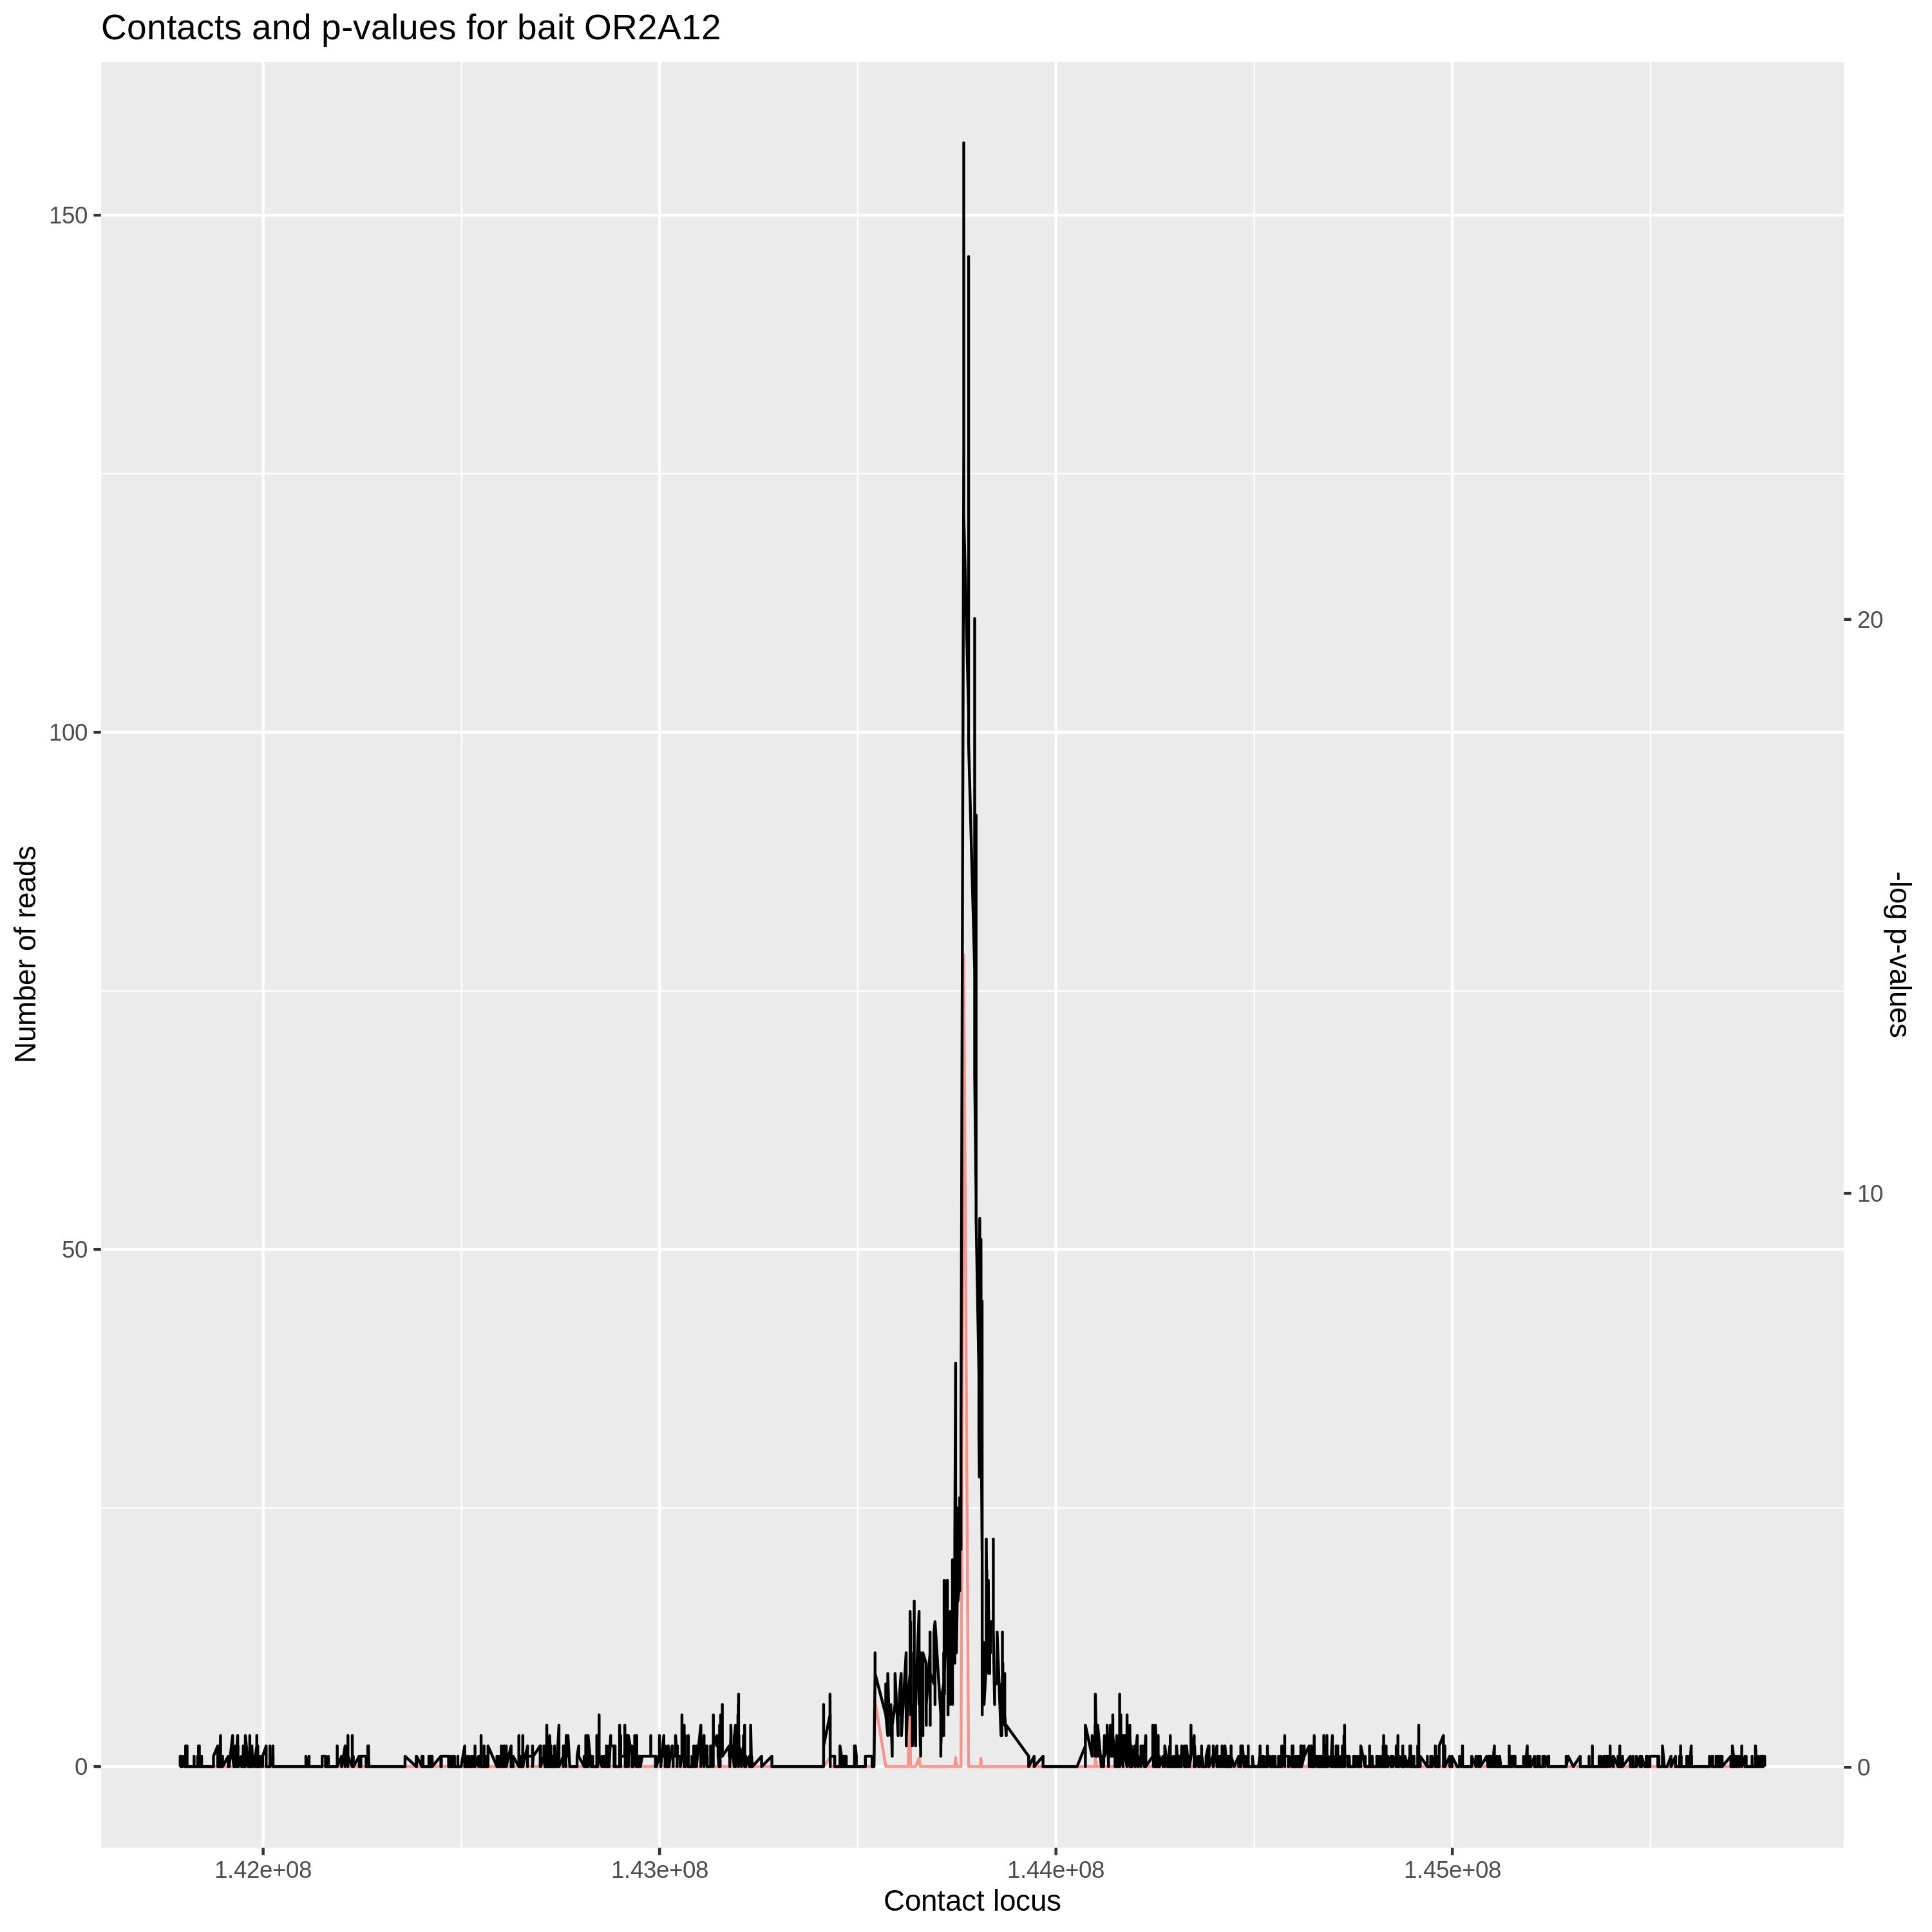 Contacts and p-values for bait OR2A12
150
100
50
0
Number of reads
20
10
0
-log p-values
1.42e+08
1.43e+08
1.44e+08
1.45e+08
Contact locus